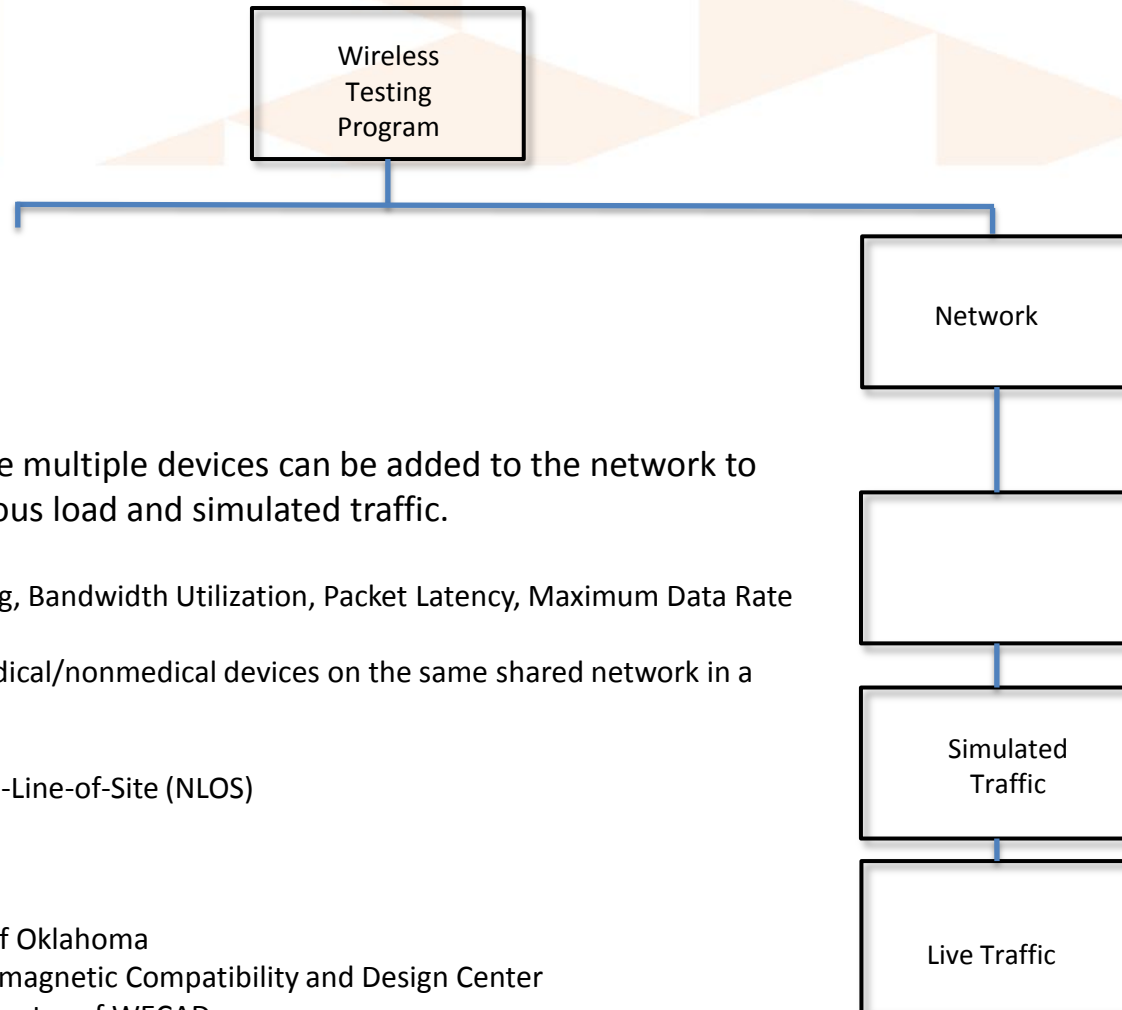 Wireless
Testing
Program
Network
e multiple devices can be added to the network to
ous load and simulated traffic.
g, Bandwidth Utilization, Packet Latency, Maximum Data Rate
dical/nonmedical devices on the same shared network in a
Simulated
Traffic
-Line-of-Site (NLOS)
f Oklahoma
magnetic Compatibility and Design Center
Live Traffic
of WECAD